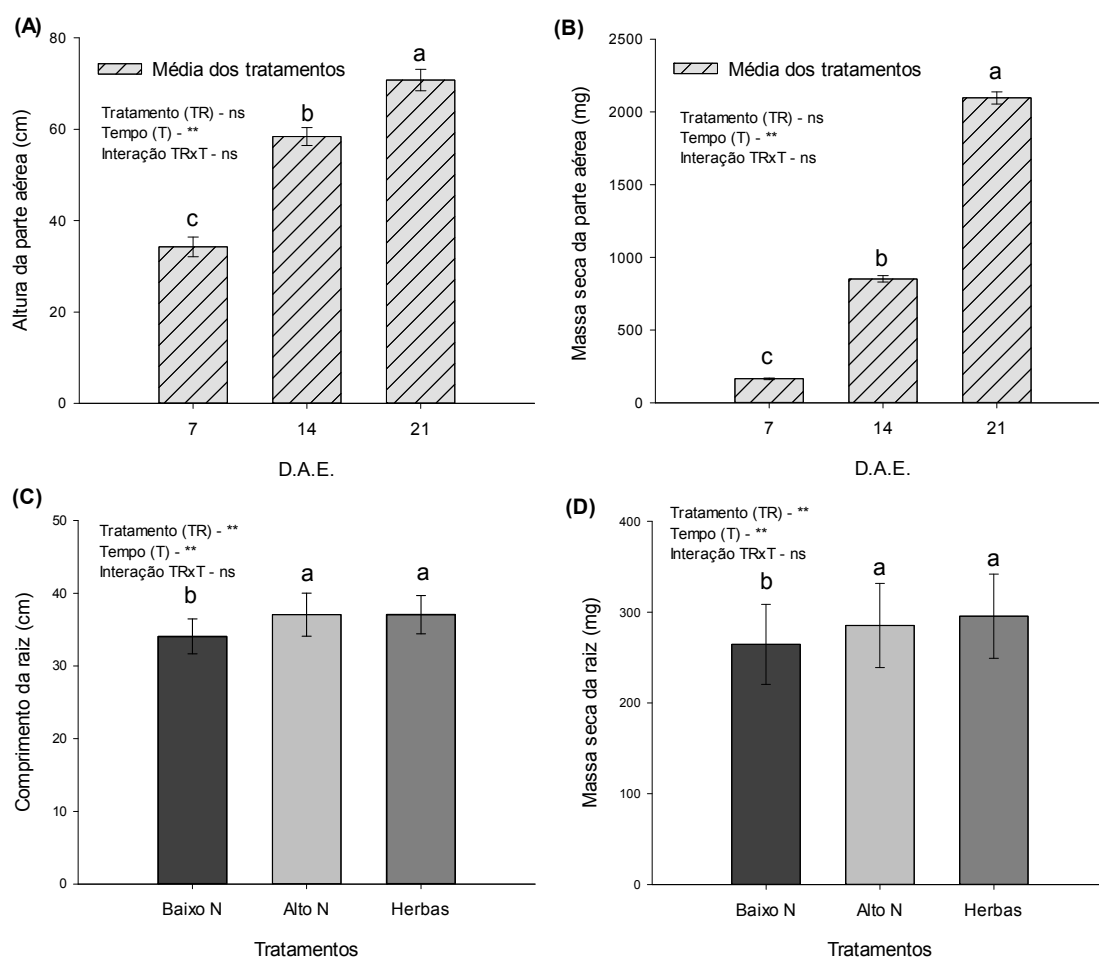 (A)
80
60
40
20
0
Altura da parte aérea (cm)
Média dos tratamentos
Tratamento (TR) - ns
Tempo (T) - **
Interação TRxT - ns
c
b
a
7
14
21
D.A.E.
(B)
2500
2000
1500
1000
500
0
Massa seca da parte aérea (mg)
Média dos tratamentos
Tratamento (TR) - ns
Tempo (T) - **
Interação TRxT - ns
c
b
a
7
14
21
D.A.E.
(C)
50
40
30
20
10
0
Comprimento da raiz (cm)
Tratamento (TR) - **
Tempo (T) - **
Interação TRxT - ns
b
a
a
Baixo N
Alto N
Herbas
Tratamentos
(D)
400
300
200
100
0
Massa seca da raiz (mg)
Tratamento (TR) - **
Tempo (T) - **
Interação TRxT - ns
b
a
a
Baixo N
Alto N
Herbas
Tratamentos